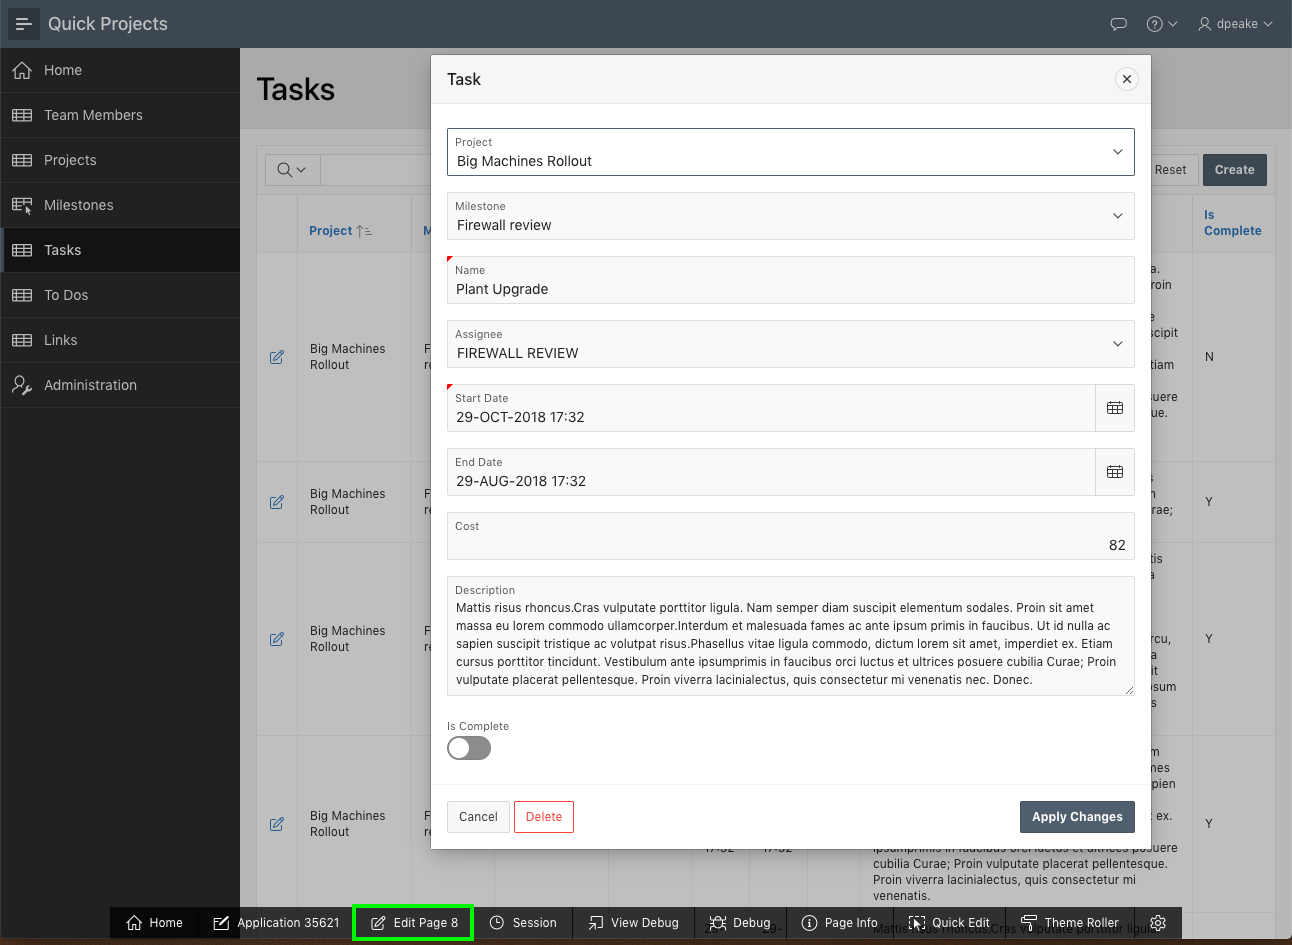 Quick Projects
dpeake
Home
Team Members
Projects
Milestones
Tasks
To Dos
Links
Administration
Tasks
Reset
Create
Project
Is
Complete
Big Machines
Rollout
N
Big Machines
Rollout
Y
Big Machines
Rollout
Y
Big Machines
Rollout
Y
cubilia Curae; Proin vulputate placerat pellentesque.
Proin viverra lacinialectus, quis consectetur mi
venenatis.
Task
Project
Big Machines Rollout
Milestone
Firewall review
Name
Plant Upgrade
Assignee
FIREWALL REVIEW
Start Date
29-OCT-2018 17:32
End Date
29-AUG-2018 17:32
Cost
82
Description
Mattis risus rhoncus.Cras vulputate porttitor ligula. Nam semper diam suscipit elementum sodales. Proin sit amet
massa eu lorem commodo ullamcorper.Interdum et malesuada fames ac ante ipsum primis in faucibus. Ut id nulla ac
sapien suscipit tristique ac volutpat risus.Phasellus vitae ligula commodo, dictum lorem sit amet, imperdiet ex. Etiam
cursus porttitor tincidunt. Vestibulum ante ipsumprimis in faucibus orci luctus et ultrices posuere cubilia Curae; Proin
vulputate placerat pellentesque. Proin viverra lacinialectus, quis consectetur mi venenatis nec. Donec.
Is Complete
Cancel
Delete
Apply Changes
Home
Application 35621
Edit Page 8
Session
View Debug
Debug
Page Info
Quick Edit
Theme Roller